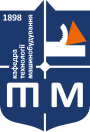 1898
кафедра
технології
машинобудування
ТМ